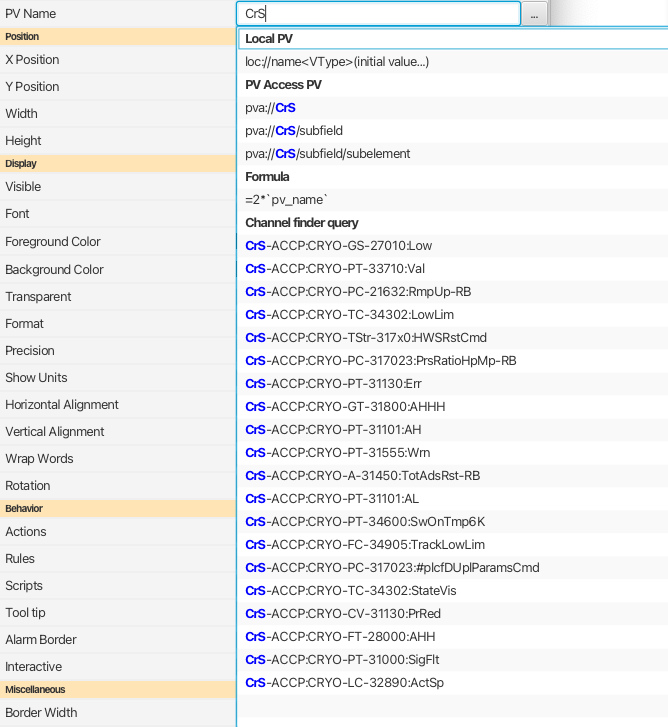 PV Name
CrS
...
Position
X Position
Y Position
Width
Height
Display
Visible
Font
Foreground Color
Background Color
Transparent
Format
Precision
Show Units
Horizontal Alignment
Vertical Alignment
Wrap Words
Rotation
Behavior
Actions
Rules
Scripts
Tool tip
Alarm Border
Interactive
Miscellaneous
Border Width
Local PV
loc://name<VType>(initial value...)
PV Access PV
pva://CrS
pva://CrS/subfield
pva://CrS/subfield/subelement
Formula
=2*`pv_name`
Channel finder query
CrS-ACCP:CRYO-GS-27010:Low
CrS-ACCP:CRYO-PT-33710:Val
CrS-ACCP:CRYO-PC-21632:RmpUp-RB
CrS-ACCP:CRYO-TC-34302:LowLim
CrS-ACCP:CRYO-TStr-317x0:HWSRstCmd
CrS-ACCP:CRYO-PC-317023:PrsRatioHpMp-RB
CrS-ACCP:CRYO-PT-31130:Err
CrS-ACCP:CRYO-GT-31800:AHHH
CrS-ACCP:CRYO-PT-31101:AH
CrS-ACCP:CRYO-PT-31555:Wrn
CrS-ACCP:CRYO-A-31450:TotAdsRst-RB
CrS-ACCP:CRYO-PT-31101:AL
CrS-ACCP:CRYO-PT-34600:SwOnTmp6K
CrS-ACCP:CRYO-FC-34905:TrackLowLim
CrS-ACCP:CRYO-PC-317023:#plcfDUplParamsCmd
CrS-ACCP:CRYO-TC-34302:StateVis
CrS-ACCP:CRYO-CV-31130:PrRed
CrS-ACCP:CRYO-FT-28000:AHH
CrS-ACCP:CRYO-PT-31000:SigFlt
CrS-ACCP:CRYO-LC-32890:ActSp